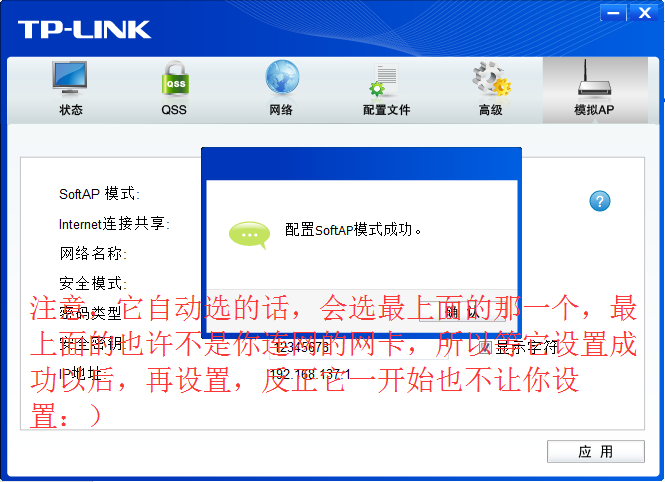 TP-LINK
状态
QSS
QSS
网络
配置文件
高级
模拟AP
SoftAP 模式:
Internet连接共享:
网络名称:
安全模式:
密码类型
安全密钥
IP地址:
配置SoftAP模式成功。
确 认
12345678
显示字符
192.168.137.1
注意，它自动选的话，会选最上面的那一个，最
上面的也许不是你连网的网卡，所以等它设置成
功以后，再设置，反正它一开始也不让你设
置：）
应 用